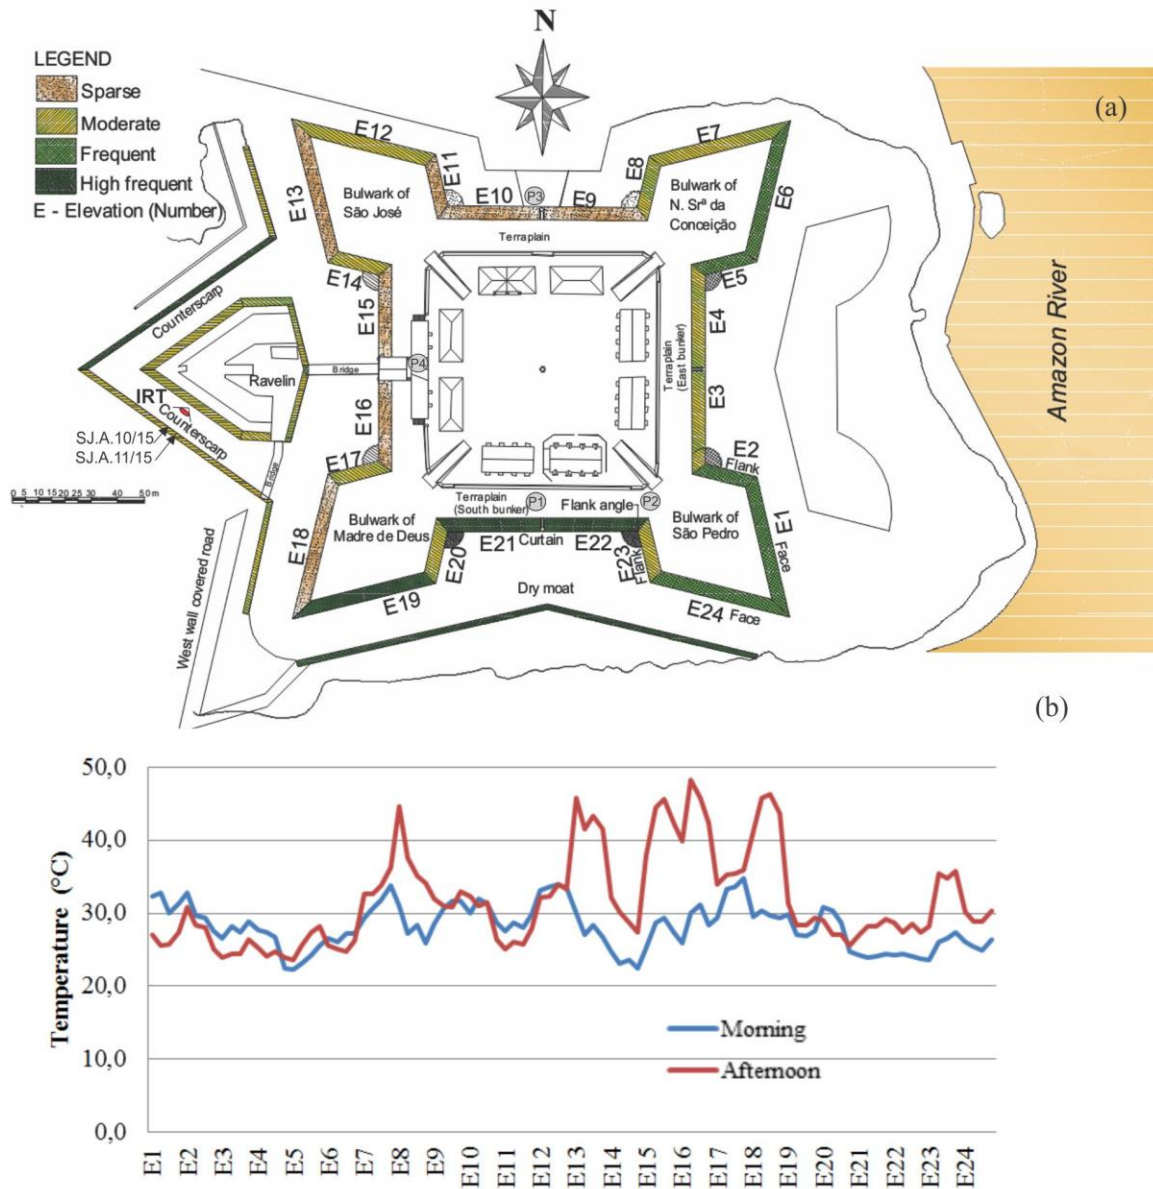 N
(a)
LEGEND
Sparse
Moderate
Frequent
High frequent
E - Elevation (Number)
E12
E11
E10
P3
E9
E8
E7
E6
E13
Bulwark of
São José
Bulwark of
N. Srª da
Conceição
Terraplain
E14
E15
E5
E4
Counterscarp
Ravelin
Bridge
P4
Terraplain
(East bunker)
Amazon River
IRT
Counterscarp
SJ.A.10/15
SJ.A.11/15
E16
E3
E17
E2
Flank
Bridge
0 5 10 15 20 25 30 40 50 m
Terraplain
(South bunker)
P1
Flank angle
P2
E18
Bulwark of
Madre de Deus
Bulwark of
São Pedro
E1 Face
E20
E21
Curtain
E22
E23
Flank
E19
Dry moat
E24 Face
West wall covered road
(b)
Temperature (°C)
50,0
40,0
30,0
20,0
10,0
0,0
Morning
Afternoon
E1 E2 E3 E4 E5 E6 E7 E8 E9 E10 E11 E12 E13 E14 E15 E16 E17 E18 E19 E20 E21 E22 E23 E24